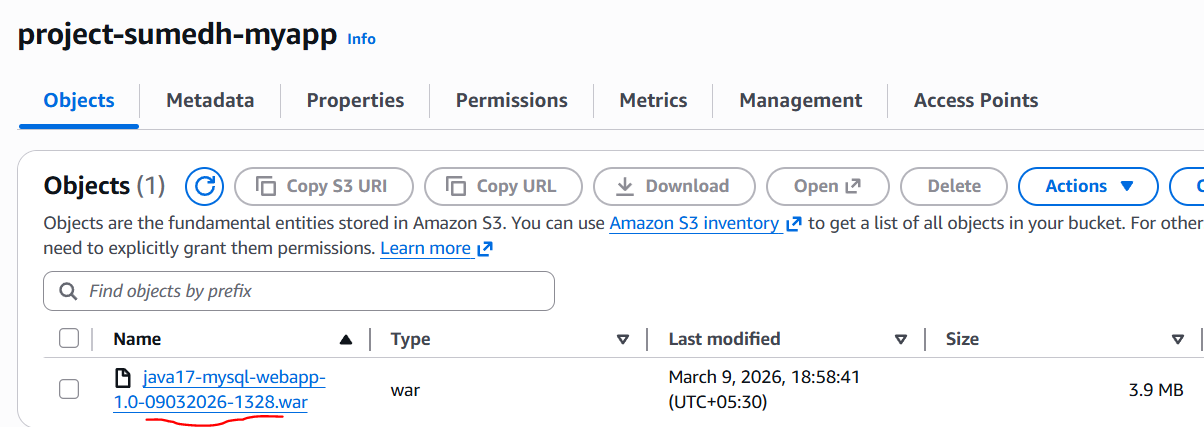 project-sumedh-myapp Info
Objects Metadata Properties Permissions Metrics Management Access Points
Objects (1) Copy S3 URI Copy URL Download Open Delete Actions
Objects are the fundamental entities stored in Amazon S3. You can use Amazon S3 inventory to get a list of all objects in your bucket. For other
need to explicitly grant them permissions. Learn more
Find objects by prefix
Name Type Last modified Size
java17-mysql-webapp-
1.0-09032026-1328.war
war
March 9, 2026, 18:58:41
(UTC+05:30)
3.9 MB